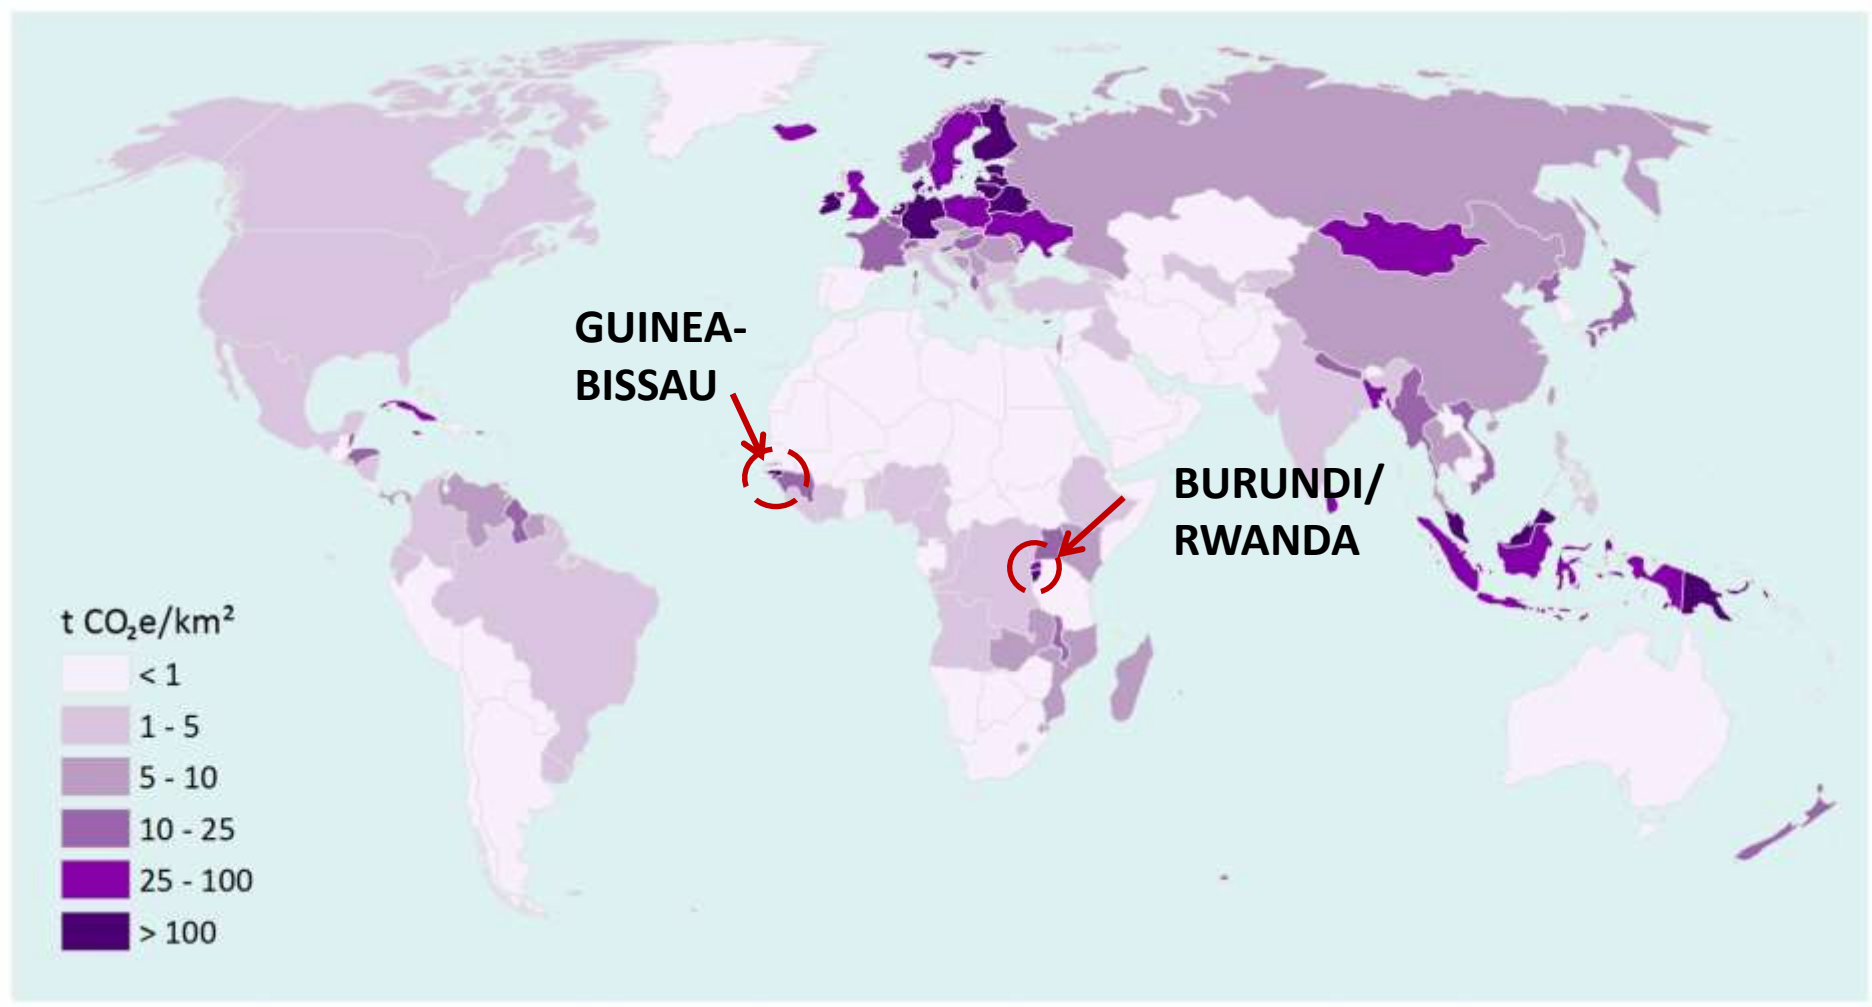 GUINEA-
BISSAU
BURUNDI/
RWANDA
t CO₂e/km²
< 1
1 - 5
5 - 10
10 - 25
25 - 100
> 100